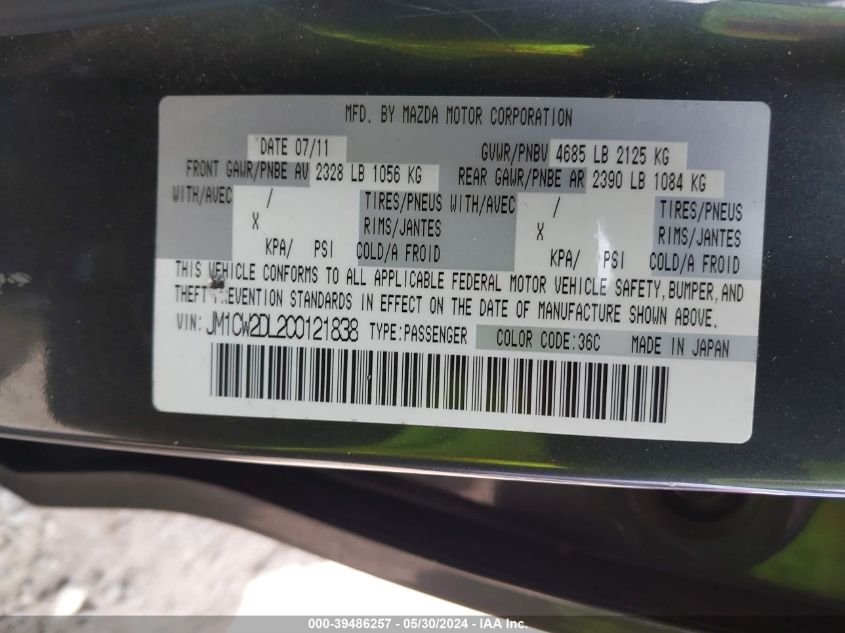 MFD. BY MAZDA MOTOR CORPORATION
DATE 07/11 GVWR/PNBV 4685 LB 2125 KG
FRONT GAWR/PNBE AV 2328 LB 1056 KG REAR GAWR/PNBE AR 2390 LB 1084 KG
WITH/AVEC / TIRES/PNEUS WITH/AVEC / TIRES/PNEUS
X RIMS/JANTES X RIMS/JANTES
KPA/ PSI COLD/A FROID KPA/ PSI COLD/A FROID
THIS VEHICLE CONFORMS TO ALL APPLICABLE FEDERAL MOTOR VEHICLE SAFETY, BUMPER, AND
THEFT PREVENTION STANDARDS IN EFFECT ON THE DATE OF MANUFACTURE SHOWN ABOVE.
VIN: JM1CW2DL2C0121838 TYPE:PASSENGER COLOR CODE:36C MADE IN JAPAN
000-39486257 - 05/30/2024 - IAA Inc.